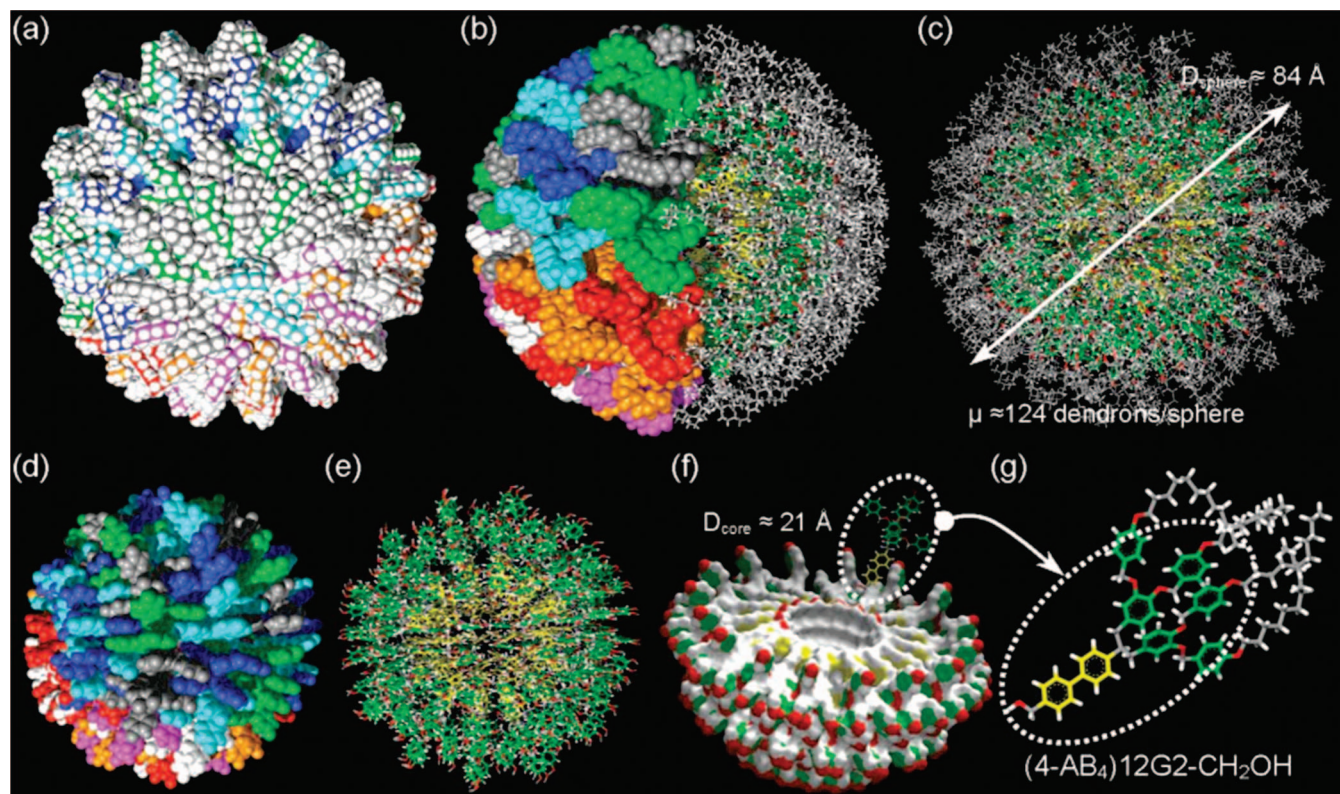 (a)
(b)
(c)
D_sphere ≈ 84 Å
μ ≈124 dendrons/sphere
(d)
(e)
(f)
D_core ≈ 21 Å
(g)
(4-AB₄)12G2-CH₂OH